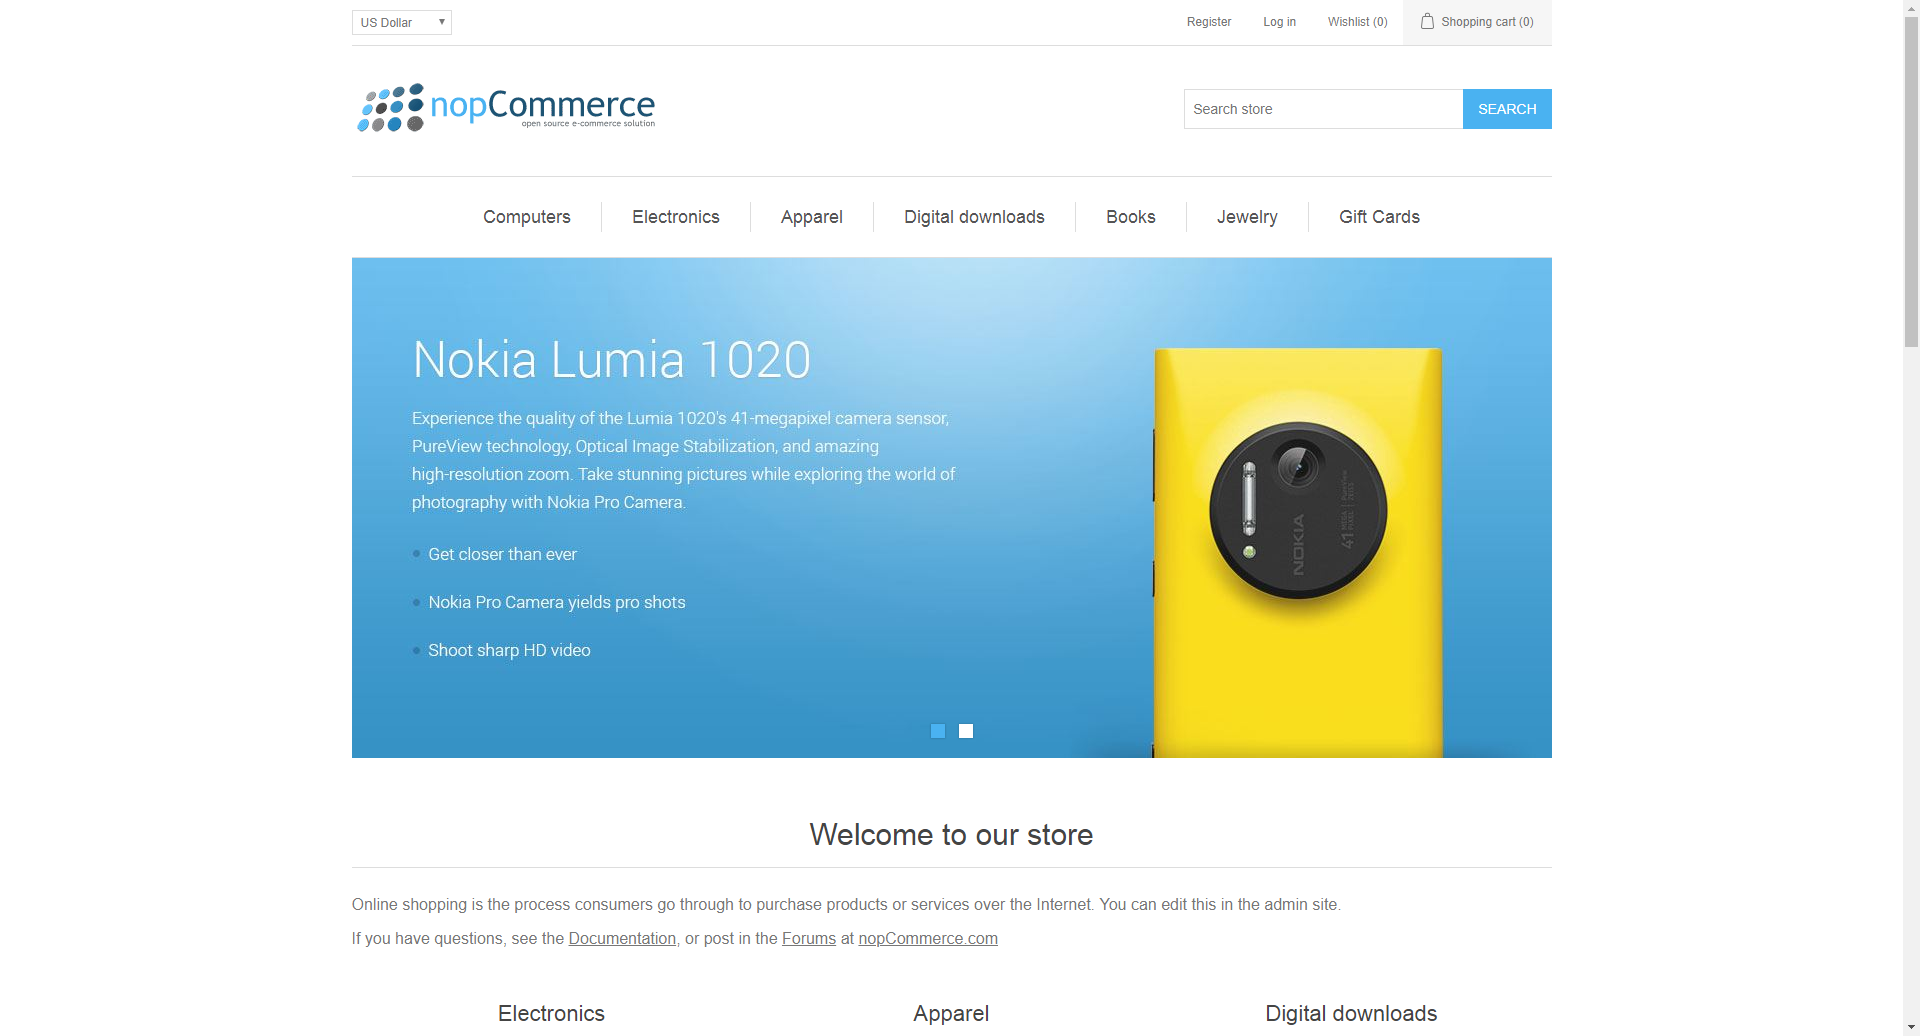 US Dollar
Register
Log in
Wishlist (0)
Shopping cart (0)
nopCommerce
open source e-commerce solution
Search store
SEARCH
Computers
Electronics
Apparel
Digital downloads
Books
Jewelry
Gift Cards
Nokia Lumia 1020
Experience the quality of the Lumia 1020's 41-megapixel camera sensor,
PureView technology, Optical Image Stabilization, and amazing
high-resolution zoom. Take stunning pictures while exploring the world of
photography with Nokia Pro Camera.
Get closer than ever
Nokia Pro Camera yields pro shots
Shoot sharp HD video
NOKIA
41 MEGA PIXEL
PureView
Welcome to our store
Online shopping is the process consumers go through to purchase products or services over the Internet. You can edit this in the admin site.
If you have questions, see the Documentation, or post in the Forums at nopCommerce.com
Electronics
Apparel
Digital downloads